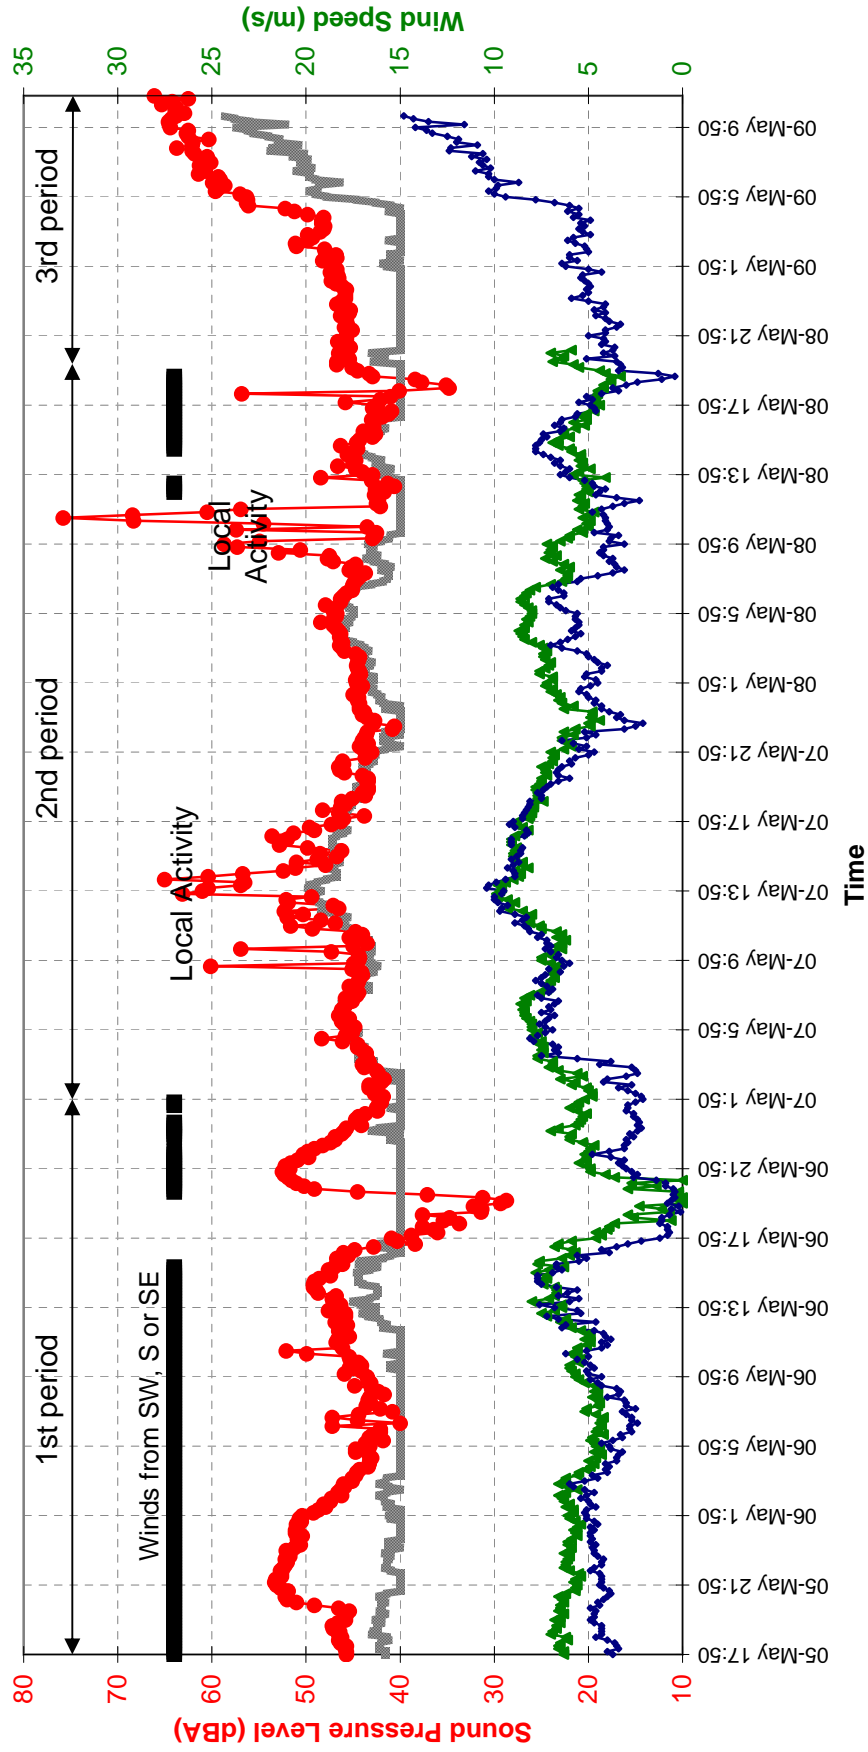 Wind Speed (m/s)
35
30
25
20
15
10
5
0
1st period
2nd period
3rd period
Winds from SW, S or SE
Local Activity
Local
Activity
80
70
60
50
40
30
20
10
Sound Pressure Level (dBA)
05-May 17:50
05-May 21:50
06-May 1:50
06-May 5:50
06-May 9:50
06-May 13:50
06-May 17:50
06-May 21:50
07-May 1:50
07-May 5:50
07-May 9:50
07-May 13:50
07-May 17:50
07-May 21:50
08-May 1:50
08-May 5:50
08-May 9:50
08-May 13:50
08-May 17:50
08-May 21:50
09-May 1:50
09-May 5:50
09-May 9:50
Time